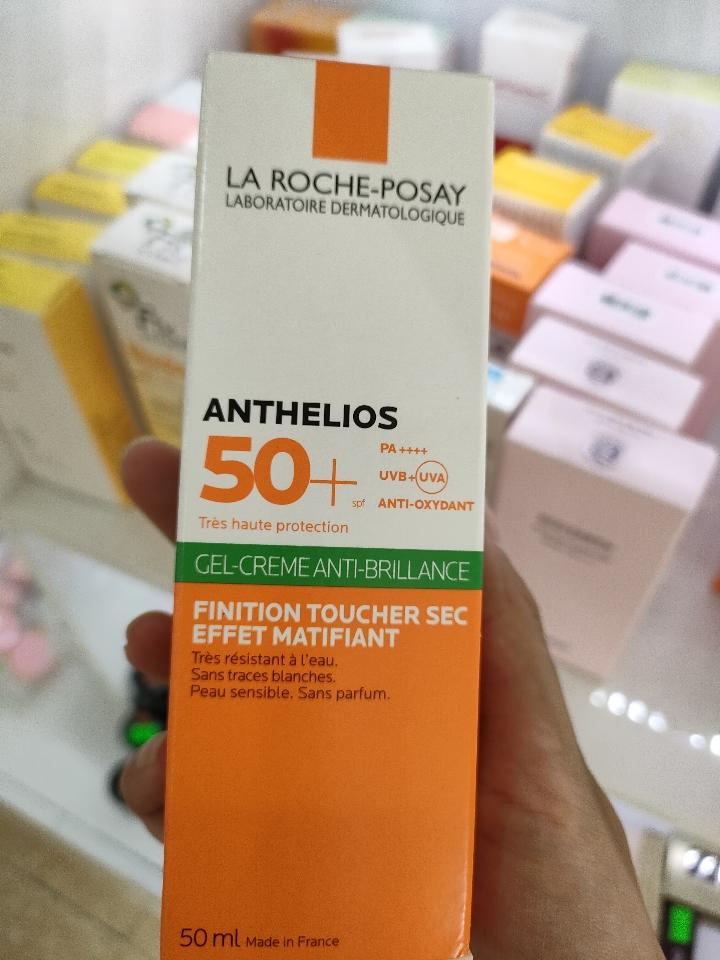 LA ROCHE-POSAY
LABORATOIRE DERMATOLOGIQUE
ANTHELIOS
50+ spf
PA++++
UVB+UVA
ANTI-OXYDANT
Très haute protection
GEL-CREME ANTI-BRILLANCE
FINITION TOUCHER SEC
EFFET MATIFIANT
Très résistant à l'eau.
Sans traces blanches.
Peau sensible. Sans parfum.
50 ml Made in France